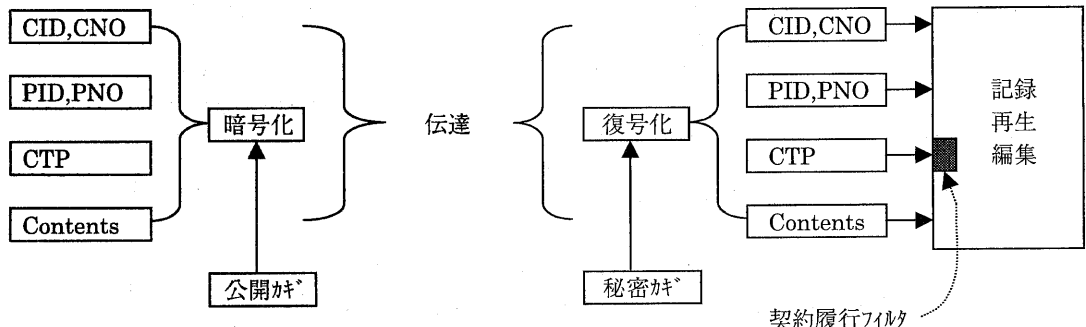 CID,CNO
PID,PNO
CTP
Contents
暗号化
公開ｶｷﾞ
伝達
復号化
秘密ｶｷﾞ
CID,CNO
PID,PNO
CTP
Contents
記録
再生
編集
契約履行ﾌｨﾙﾀ